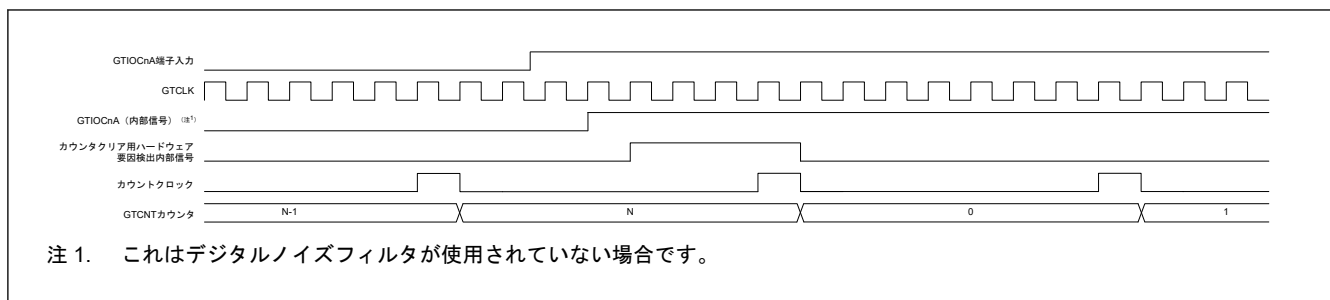 GTIOCnA端子入力
GTCLK
GTIOCnA（内部信号）（注1）
カウンタクリア用ハードウェア
要因検出内部信号
カウントクロック
GTCNTカウンタ N-1 N 0 1
注 1. これはデジタルノイズフィルタが使用されていない場合です。